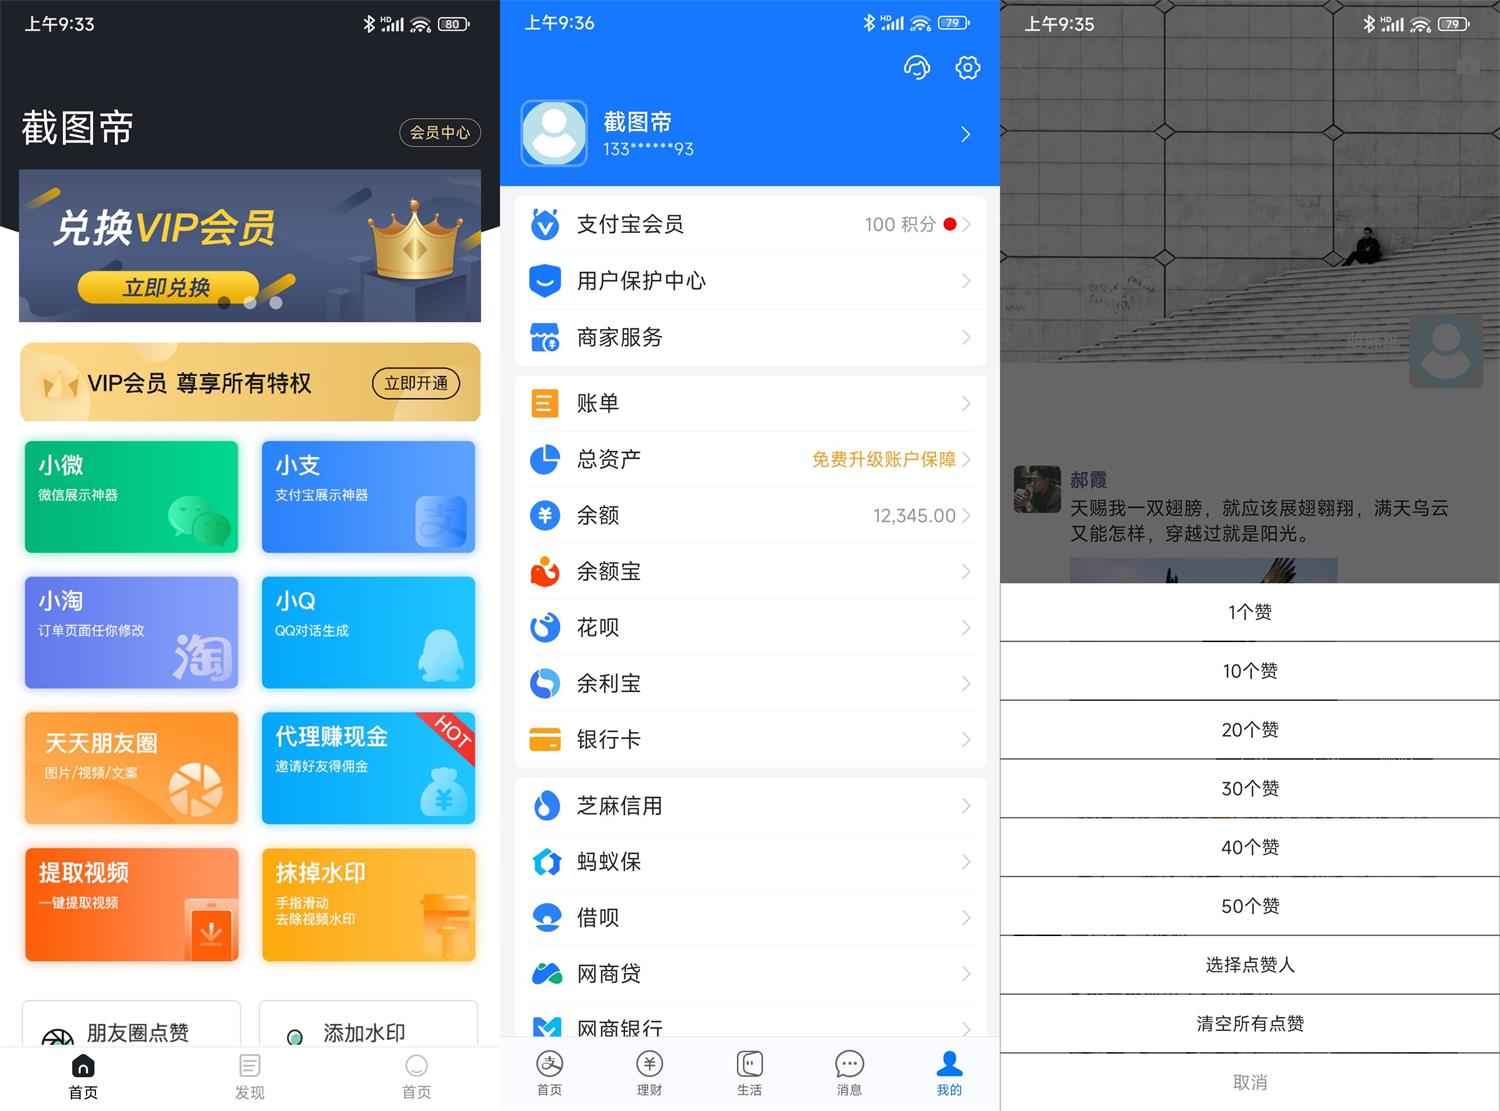 上午9:33
HD
80
截图帝
会员中心
兑换VIP会员
立即兑换
VIP会员 尊享所有特权
立即开通
小微
微信展示神器
小支
支付宝展示神器
支
小淘
订单页面任你修改
淘
小Q
QQ对话生成
天天朋友圈
图片/视频/文案
代理赚现金
邀请好友得佣金
HOT
提取视频
一键提取视频
抹掉水印
手指滑动
去除视频水印
朋友圈点赞
添加水印
首页
发现
首页
上午9:36
HD
79
截图帝
133******93
支付宝会员
100 积分
用户保护中心
商家服务
账单
总资产
免费升级账户保障
余额
12,345.00
余额宝
花呗
余利宝
银行卡
芝麻信用
蚂蚁保
借呗
网商贷
网商银行
首页
理财
生活
消息
我的
上午9:35
HD
79
郝霞
天赐我一双翅膀，就应该展翅翱翔，满天乌云
又能怎样，穿越过就是阳光。
1个赞
10个赞
20个赞
30个赞
40个赞
50个赞
选择点赞人
清空所有点赞
取消